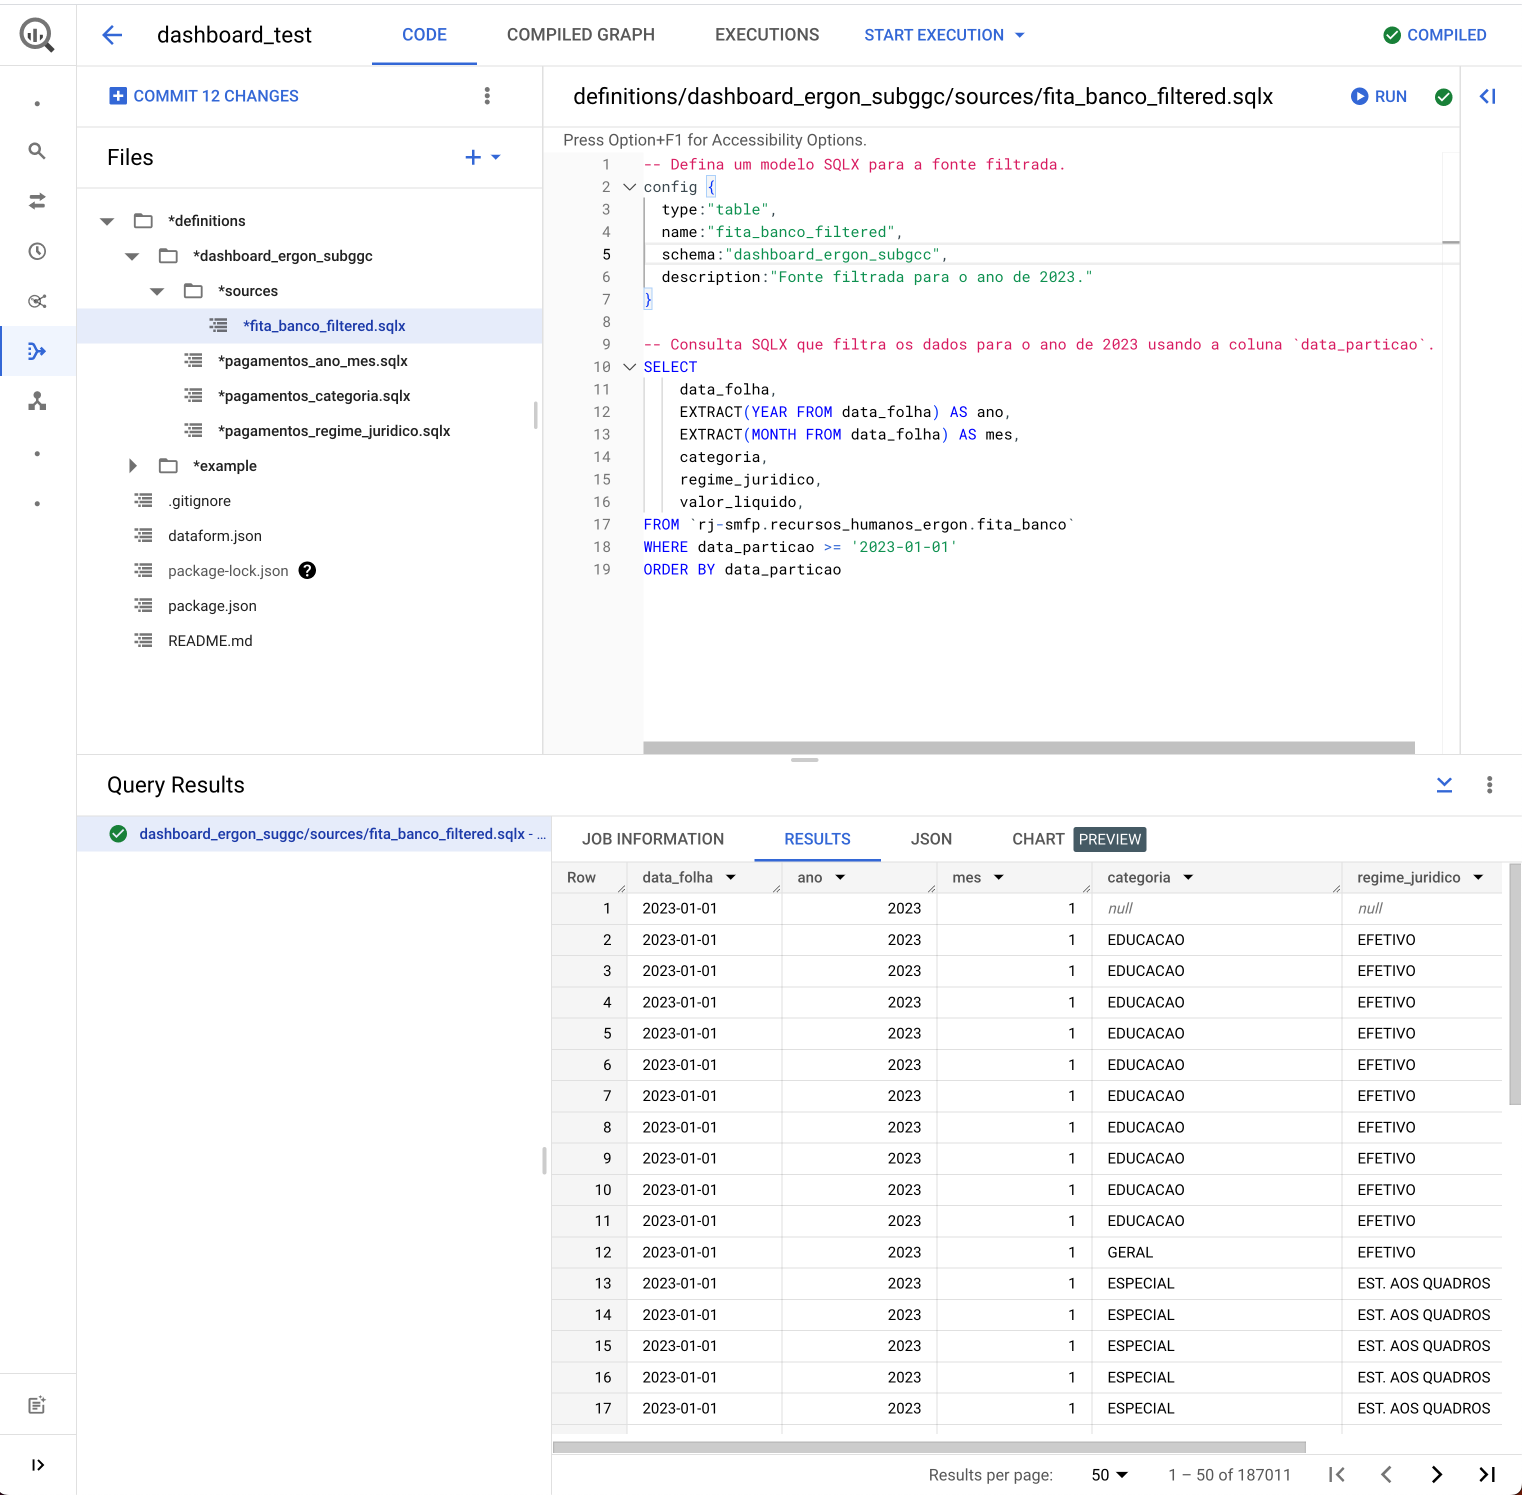 dashboard_test
CODE
COMPILED GRAPH
EXECUTIONS
START EXECUTION
COMPILED
COMMIT 12 CHANGES
definitions/dashboard_ergon_subggc/sources/fita_banco_filtered.sqlx
RUN
Files
*definitions
*dashboard_ergon_subggc
*sources
*fita_banco_filtered.sqlx
*pagamentos_ano_mes.sqlx
*pagamentos_categoria.sqlx
*pagamentos_regime_juridico.sqlx
*example
.gitignore
dataform.json
package-lock.json ?
package.json
README.md
Press Option+F1 for Accessibility Options.
1 -- Defina um modelo SQLX para a fonte filtrada.
2 config {
3 type:"table",
4 name:"fita_banco_filtered",
5 schema:"dashboard_ergon_subgcc",
6 description:"Fonte filtrada para o ano de 2023."
7 }
8
9 -- Consulta SQLX que filtra os dados para o ano de 2023 usando a coluna `data_particao`.
10 SELECT
11 data_folha,
12 EXTRACT(YEAR FROM data_folha) AS ano,
13 EXTRACT(MONTH FROM data_folha) AS mes,
14 categoria,
15 regime_juridico,
16 valor_liquido,
17 FROM `rj-smfp.recursos_humanos_ergon.fita_banco`
18 WHERE data_particao >= '2023-01-01'
19 ORDER BY data_particao
Query Results
dashboard_ergon_suggc/sources/fita_banco_filtered.sqlx - ...
JOB INFORMATION
RESULTS
JSON
CHART PREVIEW
Row data_folha ano mes categoria regime_juridico
1 2023-01-01 2023 1 null null
2 2023-01-01 2023 1 EDUCACAO EFETIVO
3 2023-01-01 2023 1 EDUCACAO EFETIVO
4 2023-01-01 2023 1 EDUCACAO EFETIVO
5 2023-01-01 2023 1 EDUCACAO EFETIVO
6 2023-01-01 2023 1 EDUCACAO EFETIVO
7 2023-01-01 2023 1 EDUCACAO EFETIVO
8 2023-01-01 2023 1 EDUCACAO EFETIVO
9 2023-01-01 2023 1 EDUCACAO EFETIVO
10 2023-01-01 2023 1 EDUCACAO EFETIVO
11 2023-01-01 2023 1 EDUCACAO EFETIVO
12 2023-01-01 2023 1 GERAL EFETIVO
13 2023-01-01 2023 1 ESPECIAL EST. AOS QUADROS
14 2023-01-01 2023 1 ESPECIAL EST. AOS QUADROS
15 2023-01-01 2023 1 ESPECIAL EST. AOS QUADROS
16 2023-01-01 2023 1 ESPECIAL EST. AOS QUADROS
17 2023-01-01 2023 1 ESPECIAL EST. AOS QUADROS
Results per page: 50 1 – 50 of 187011